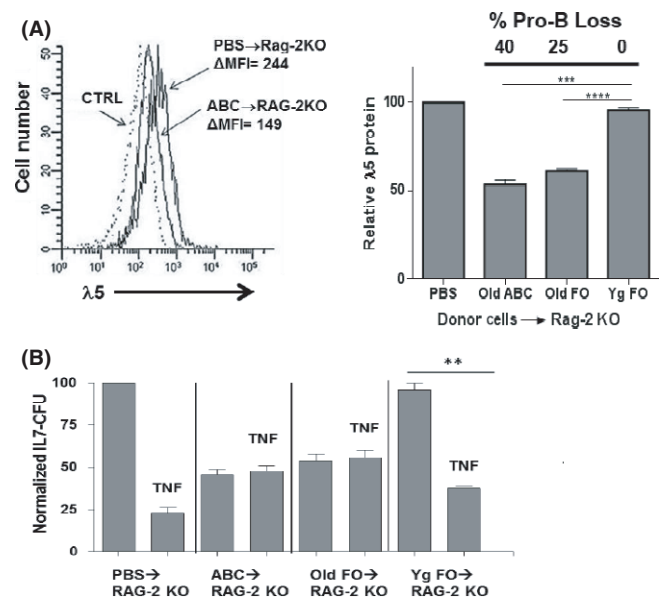 (A)
Cell number
50
40
30
20
10
0
CTRL
PBS→Rag-2KO
ΔMFI= 244
ABC→RAG-2KO
ΔMFI= 149
10⁰ 10¹ 10² 10³ 10⁴ 10⁵
λ5
% Pro-B Loss
40 25 0
***
****
Relative λ5 protein
100
50
0
PBS Old ABC Old FO Yg FO
Donor cells → Rag-2 KO
(B)
Normalized IL7-CFU
100
75
50
25
0
TNF
TNF
TNF
**
TNF
PBS→ ABC→ Old FO→ Yg FO→
RAG-2 KO RAG-2 KO RAG-2 KO RAG-2 KO